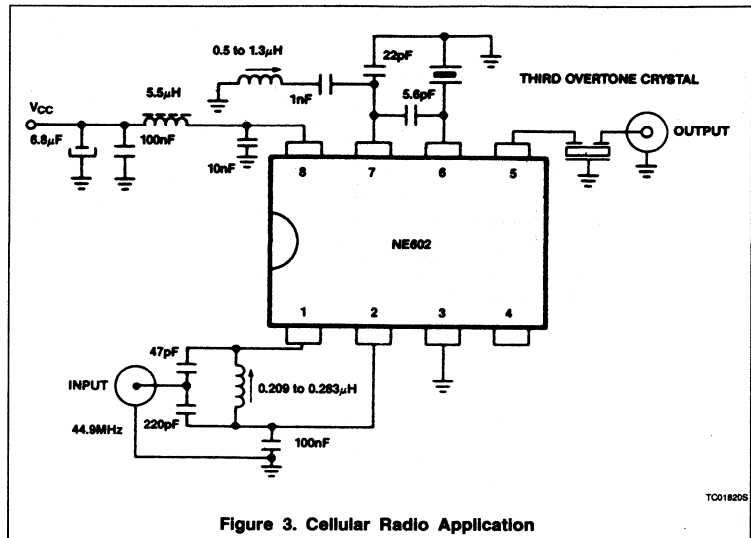 0.5 to 1.3μH
22pF
1nF
5.6pF
THIRD OVERTONE CRYSTAL
VCC
5.5μH
6.8μF
100nF
10nF
OUTPUT
8
7
6
5
NE602
1
2
3
4
47pF
INPUT
0.209 to 0.283μH
220pF
44.9MHz
100nF
TC01820S
Figure 3. Cellular Radio Application